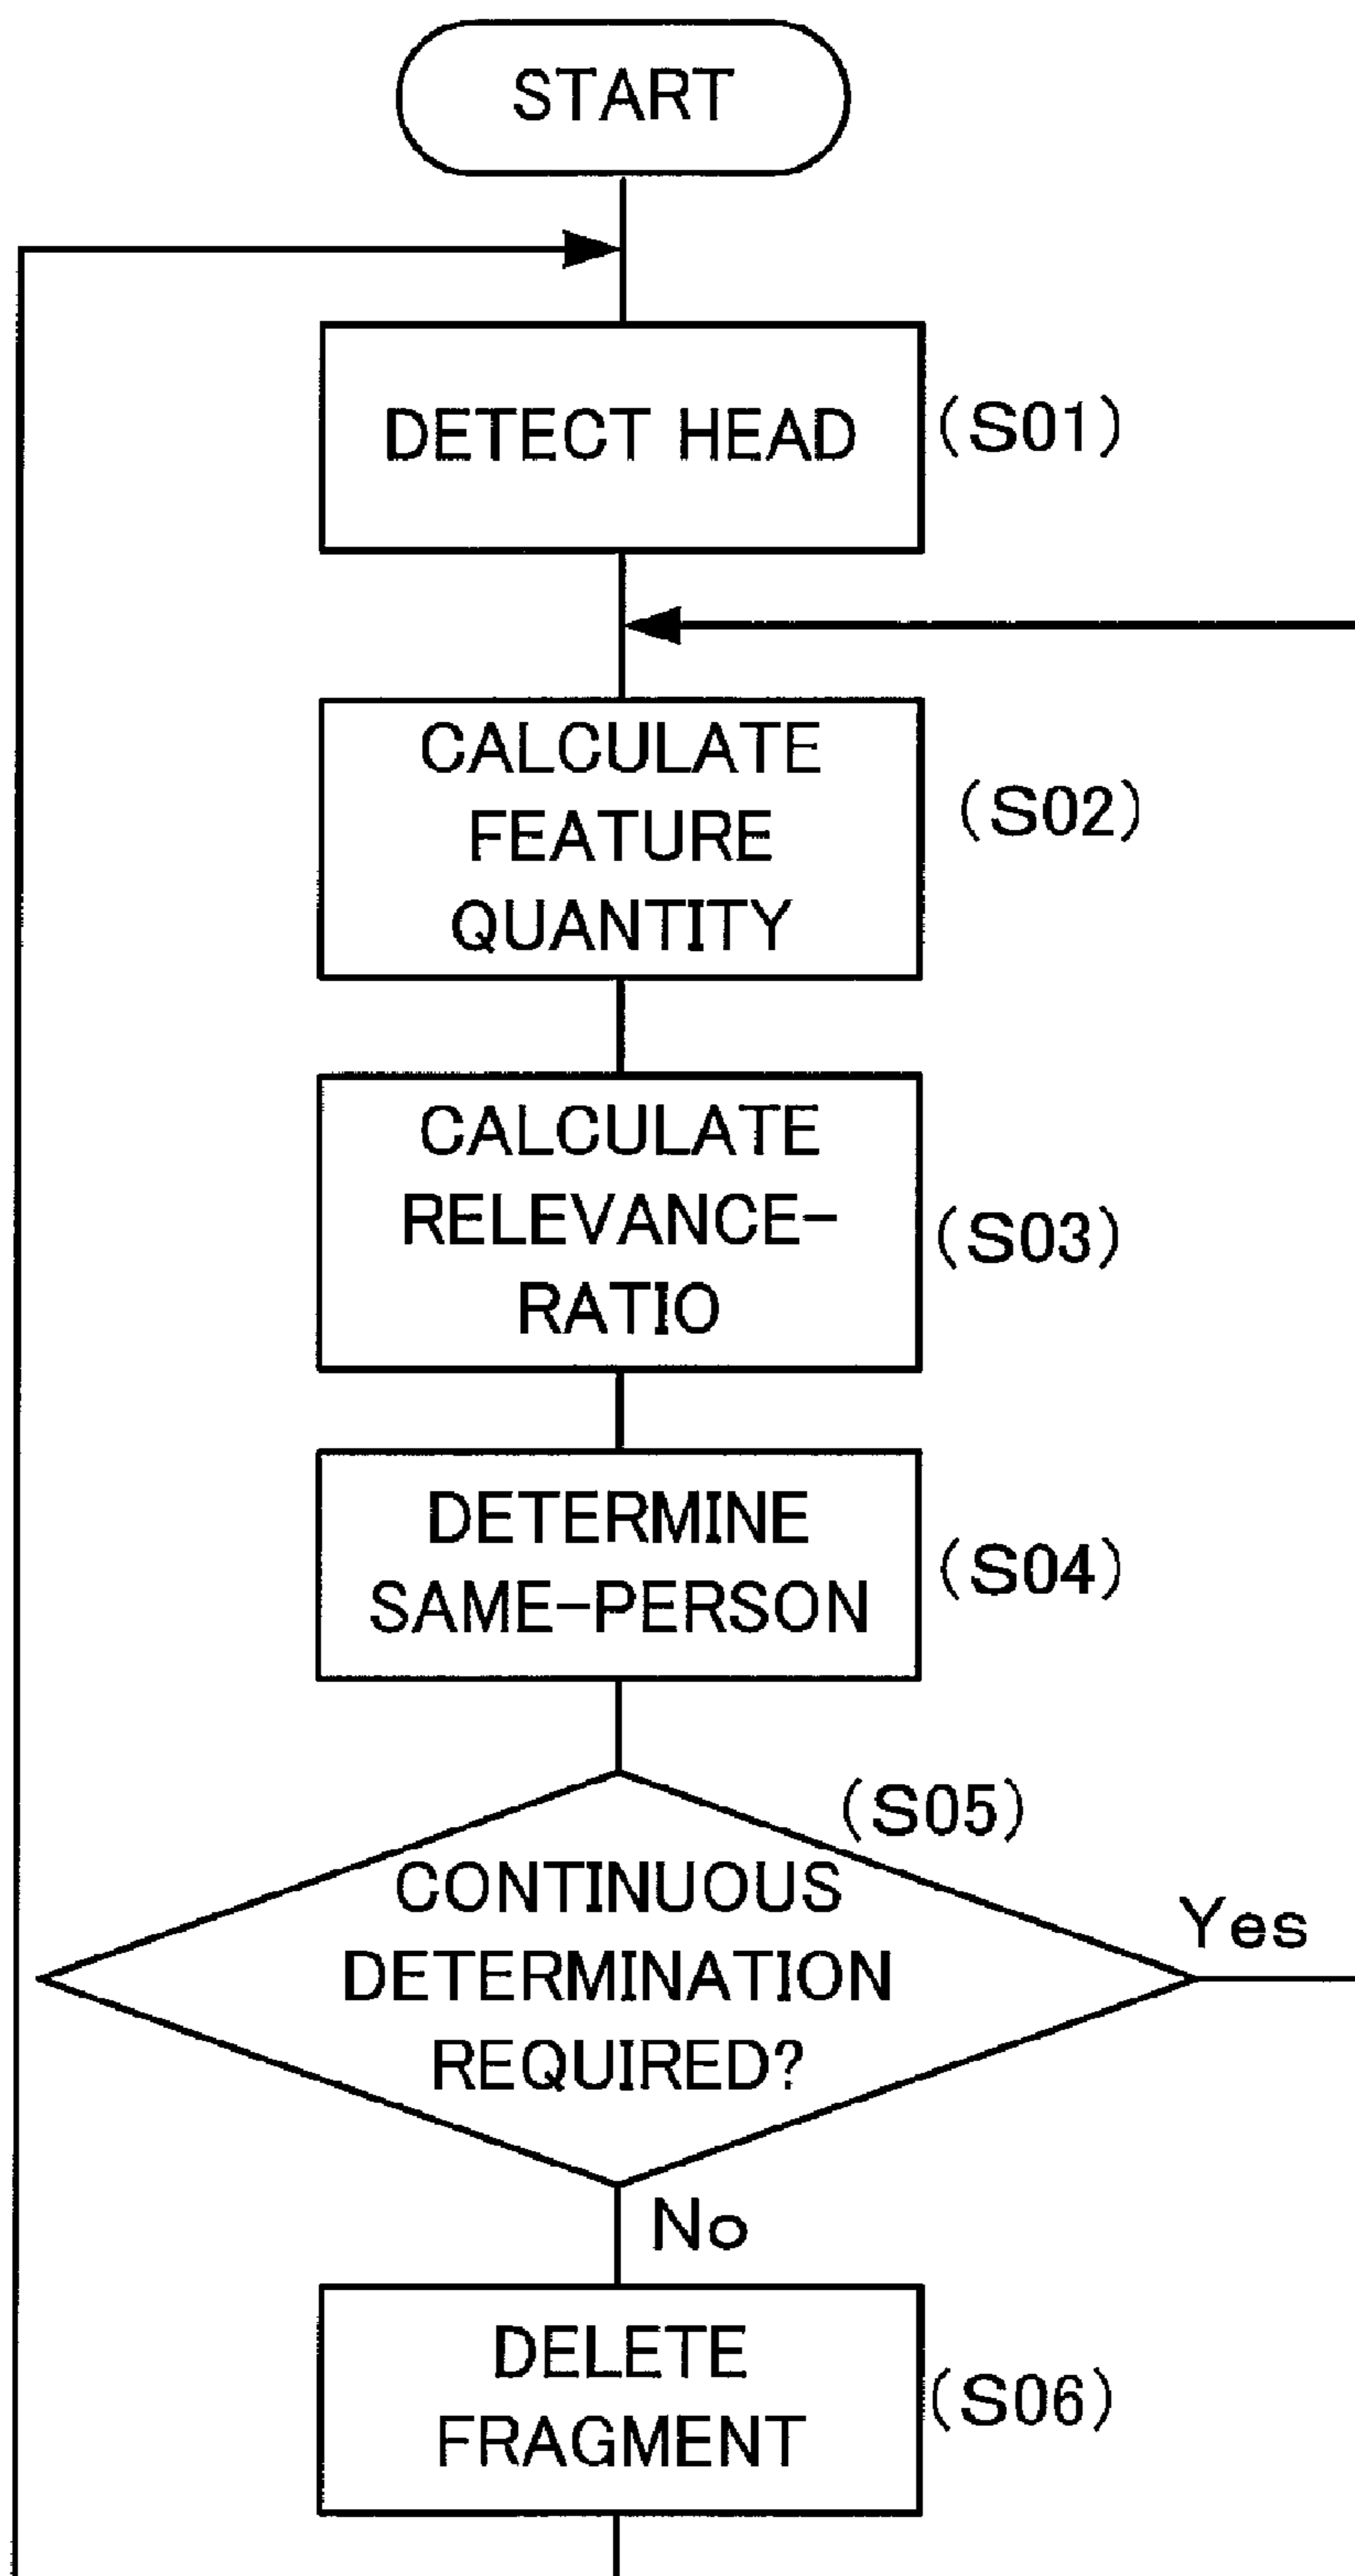 START
DETECT HEAD
(S01)
CALCULATE
FEATURE
QUANTITY
(S02)
CALCULATE
RELEVANCE-
RATIO
(S03)
DETERMINE
SAME-PERSON
(S04)
(S05)
CONTINUOUS
DETERMINATION
REQUIRED?
Yes
No
DELETE
FRAGMENT
(S06)